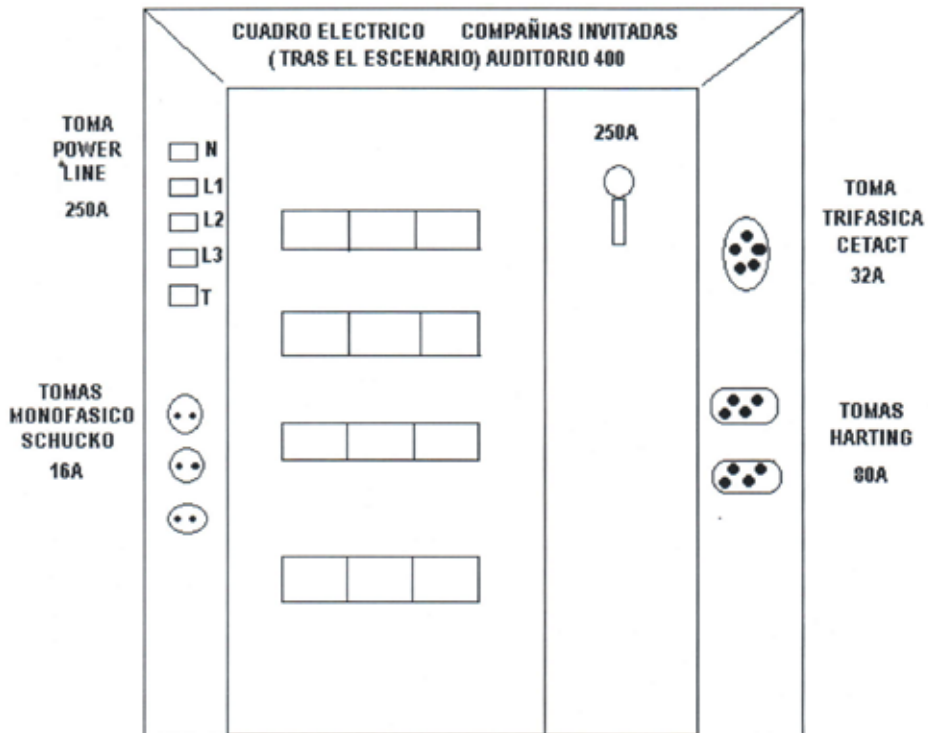 CUADRO ELECTRICO COMPAÑIAS INVITADAS
( TRAS EL ESCENARIO) AUDITORIO 400
TOMA
POWER
LINE
250A
N
L1
L2
L3
T
250A
TOMA
TRIFASICA
CETACT
32A
TOMAS
MONOFASICO
SCHUCKO
16A
TOMAS
HARTING
80A